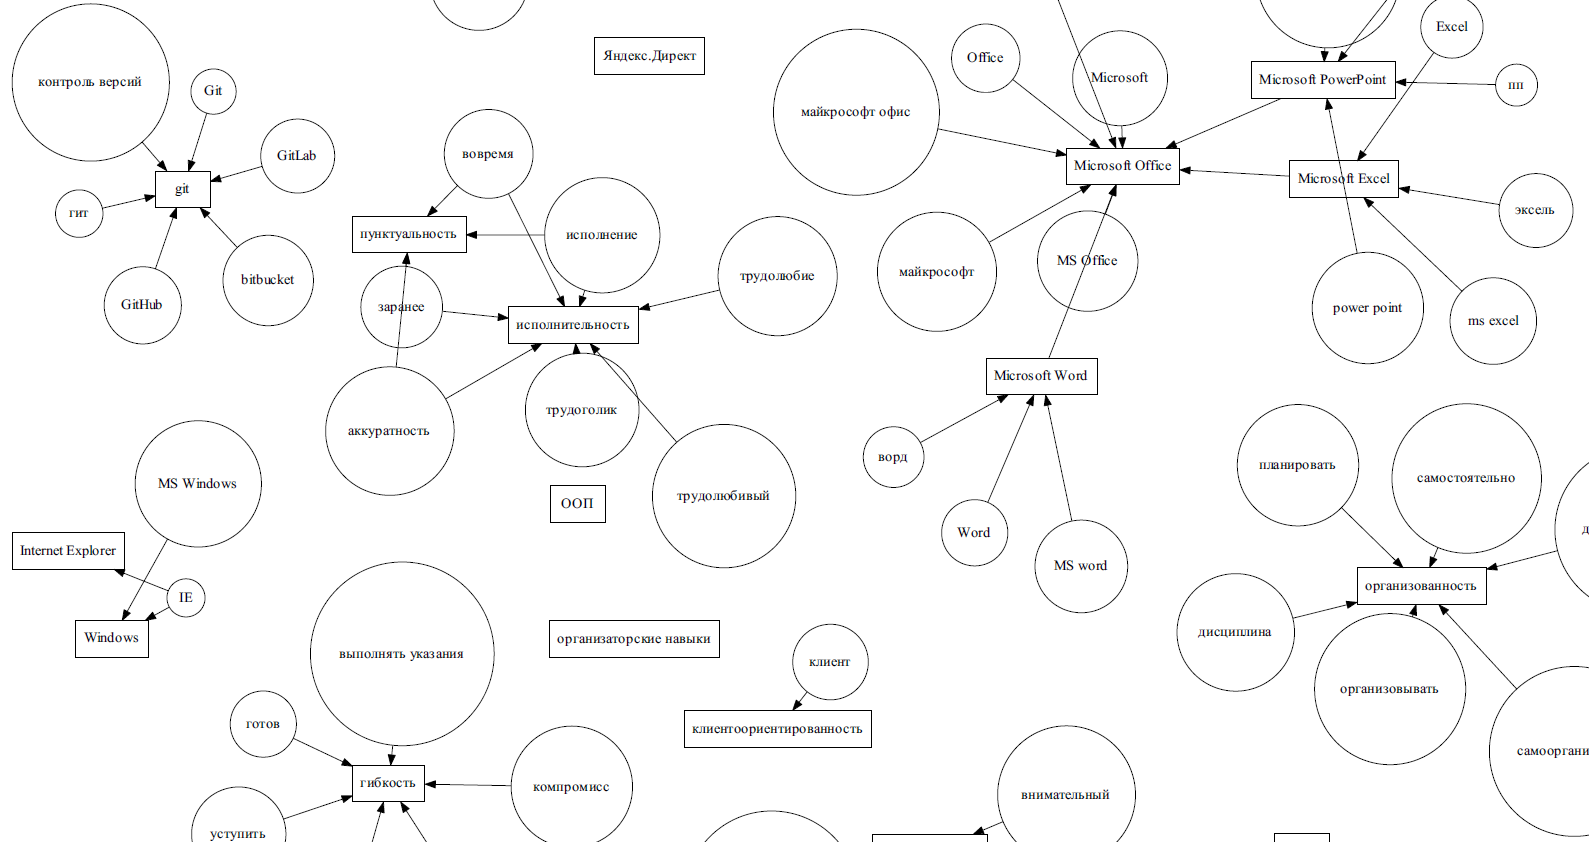 Excel
Яндекс.Директ
Office
Microsoft
Microsoft PowerPoint
пп
контроль версий
Git
майкрософт офис
GitLab
вовремя
Microsoft Office
Microsoft Excel
git
гит
эксель
пунктуальность
исполнение
трудолюбие
майкрософт
MS Office
bitbucket
GitHub
заранее
исполнительность
power point
ms excel
Microsoft Word
трудоголик
аккуратность
ворд
планировать
самостоятельно
MS Windows
трудолюбивый
ООП
Word
д
Internet Explorer
MS word
организованность
IE
Windows
организаторские навыки
дисциплина
выполнять указания
клиент
организовывать
готов
клиентоориентированность
самооргани
гибкость
компромисс
внимательный
уступить